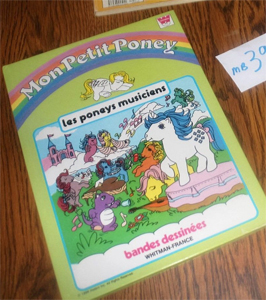 Mon Petit Poney
les poneys musiciens
bandes dessinées
WHITMAN-FRANCE